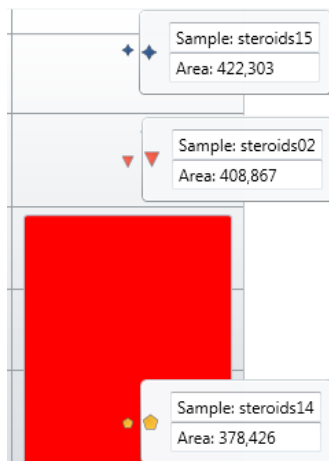 Sample: steroids15
Area: 422,303
Sample: steroids02
Area: 408,867
Sample: steroids14
Area: 378,426